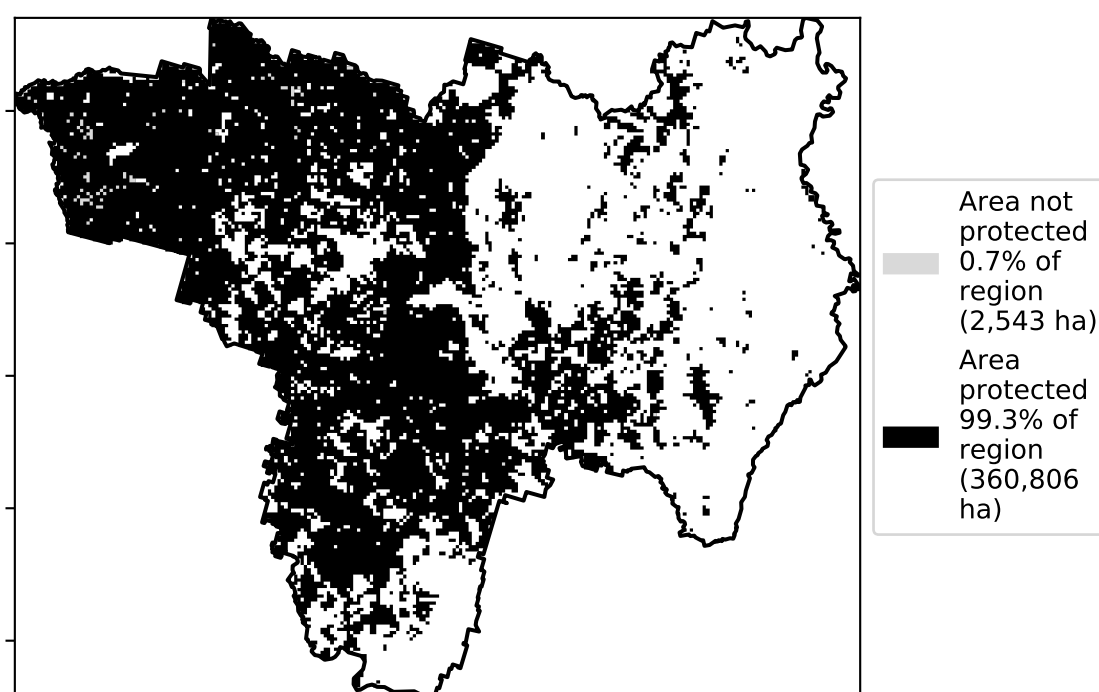 Area not
protected
0.7% of
region
(2,543 ha)
Area
protected
99.3% of
region
(360,806
ha)